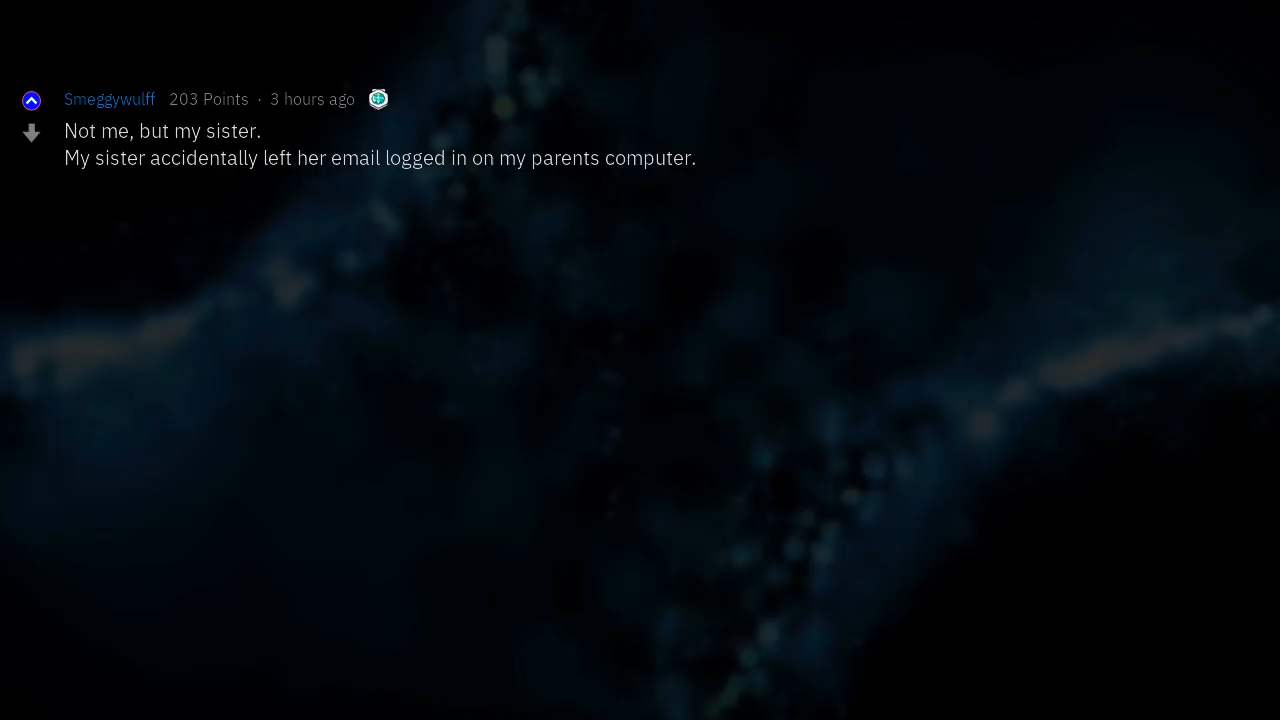 Smeggywulff 203 Points · 3 hours ago
Not me, but my sister.
My sister accidentally left her email logged in on my parents computer.